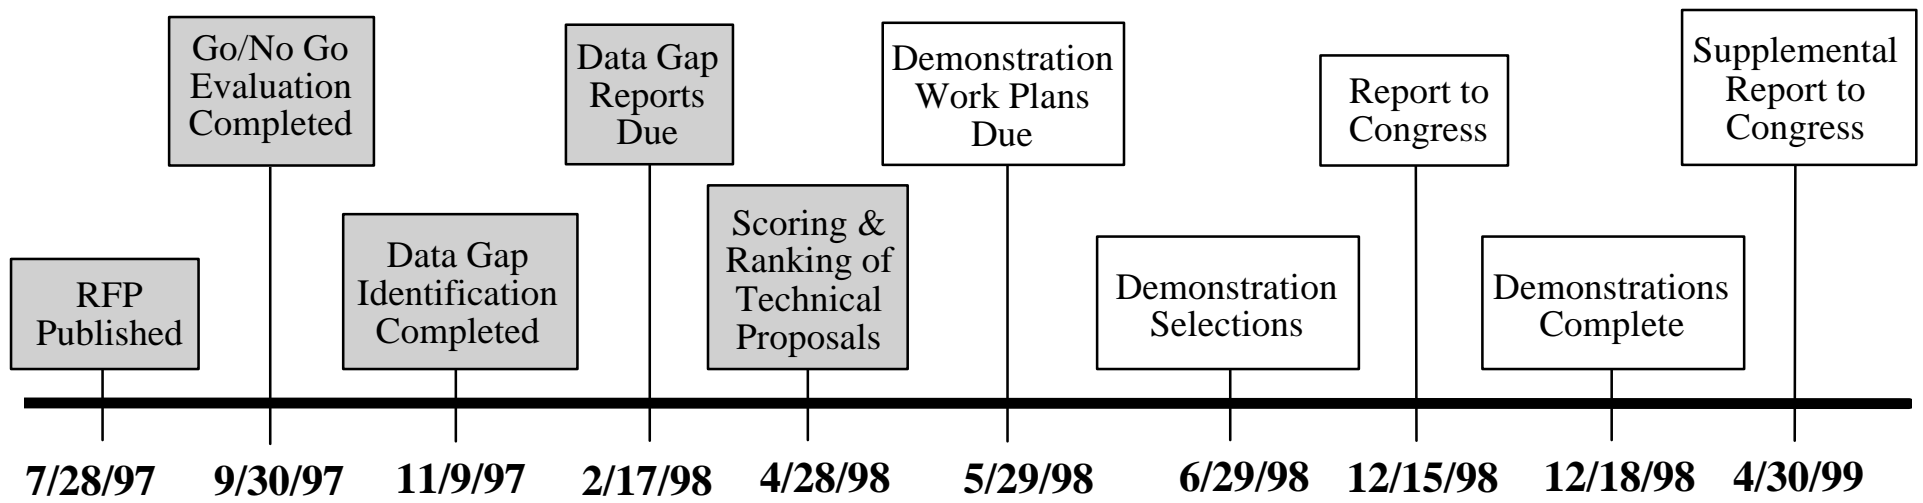 RFP
Published
7/28/97
Go/No Go
Evaluation
Completed
9/30/97
Data Gap
Identification
Completed
11/9/97
Data Gap
Reports
Due
2/17/98
Scoring &
Ranking of
Technical
Proposals
4/28/98
Demonstration
Work Plans
Due
5/29/98
Demonstration
Selections
6/29/98
Report to
Congress
12/15/98
Demonstrations
Complete
12/18/98
Supplemental
Report to
Congress
4/30/99